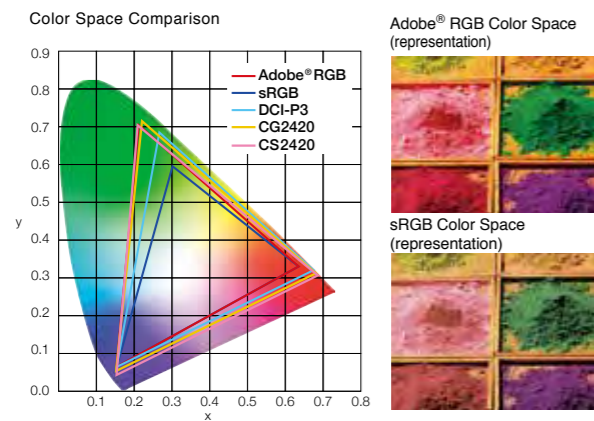 Color Space Comparison
0.9
0.8
0.7
0.6
0.5
0.4
0.3
0.2
0.1
0.0
y
0.1 0.2 0.3 0.4 0.5 0.6 0.7 0.8
x
Adobe®RGB
sRGB
DCI-P3
CG2420
CS2420
Adobe® RGB Color Space
(representation)
sRGB Color Space
(representation)